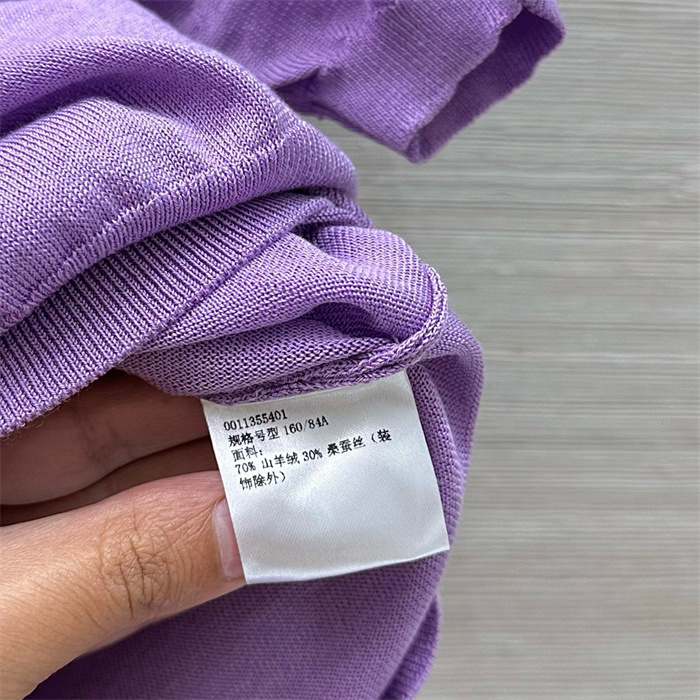 0011355401
规格号型 160/84A
面料：
70% 山羊绒 30% 桑蚕丝（装
饰除外）